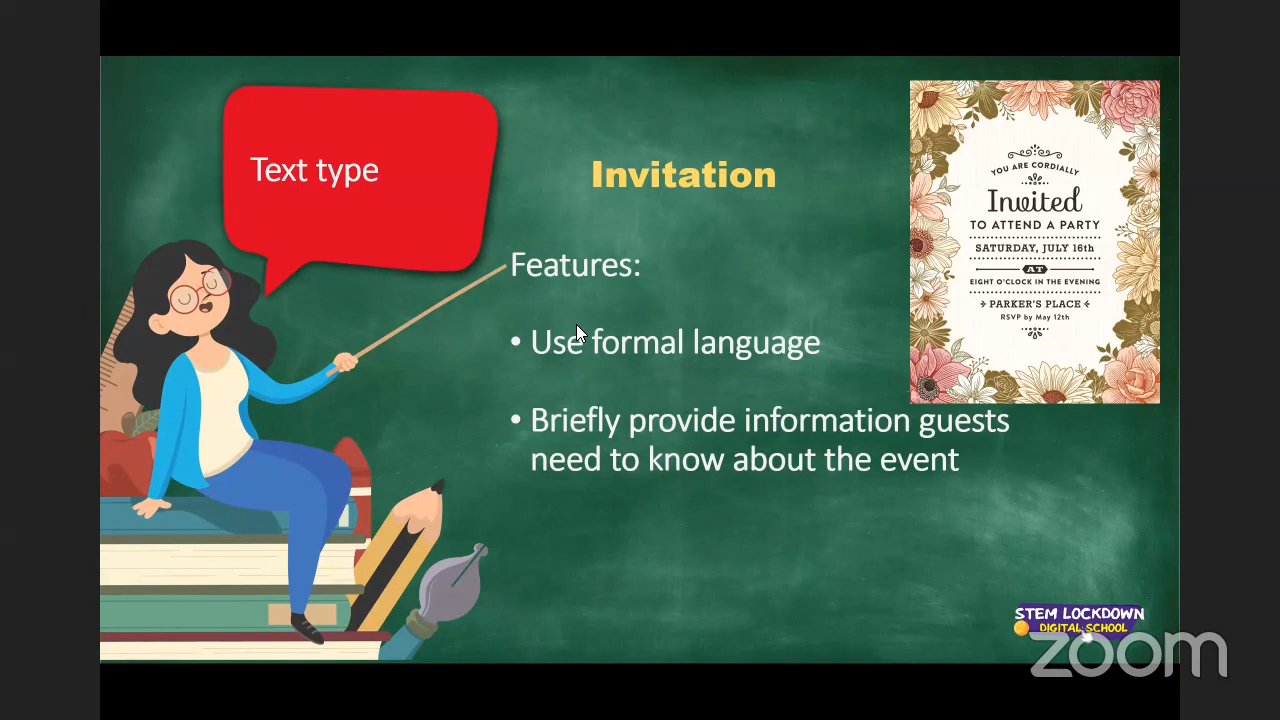 Text type
Invitation
Features:
• Use formal language
• Briefly provide information guests
need to know about the event
YOU ARE CORDIALLY
Invited
TO ATTEND A PARTY
SATURDAY, JULY 16th
AT
EIGHT O'CLOCK IN THE EVENING
PARKER'S PLACE
RSVP by May 12th
STEM LOCKDOWN
DIGITAL SCHOOL
zoom